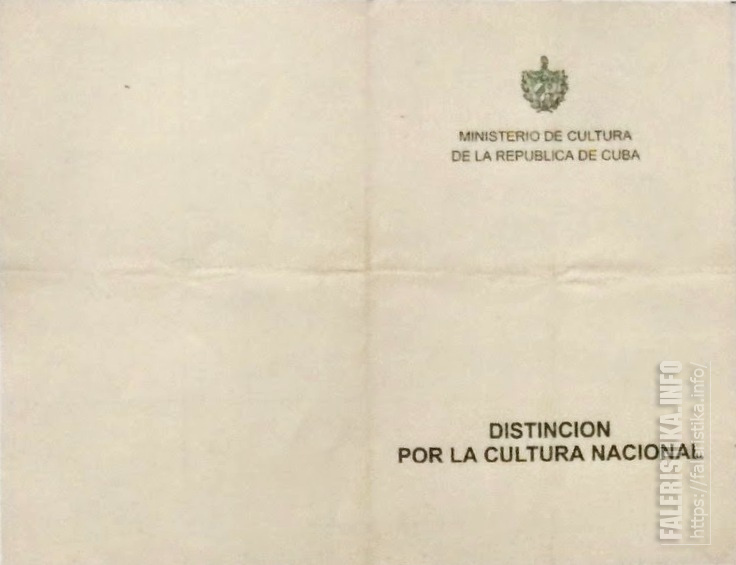 MINISTERIO DE CULTURA
DE LA REPUBLICA DE CUBA
DISTINCION
POR LA CULTURA NACIONAL
FALERISTIKA.INFO
https://faleristika.info/